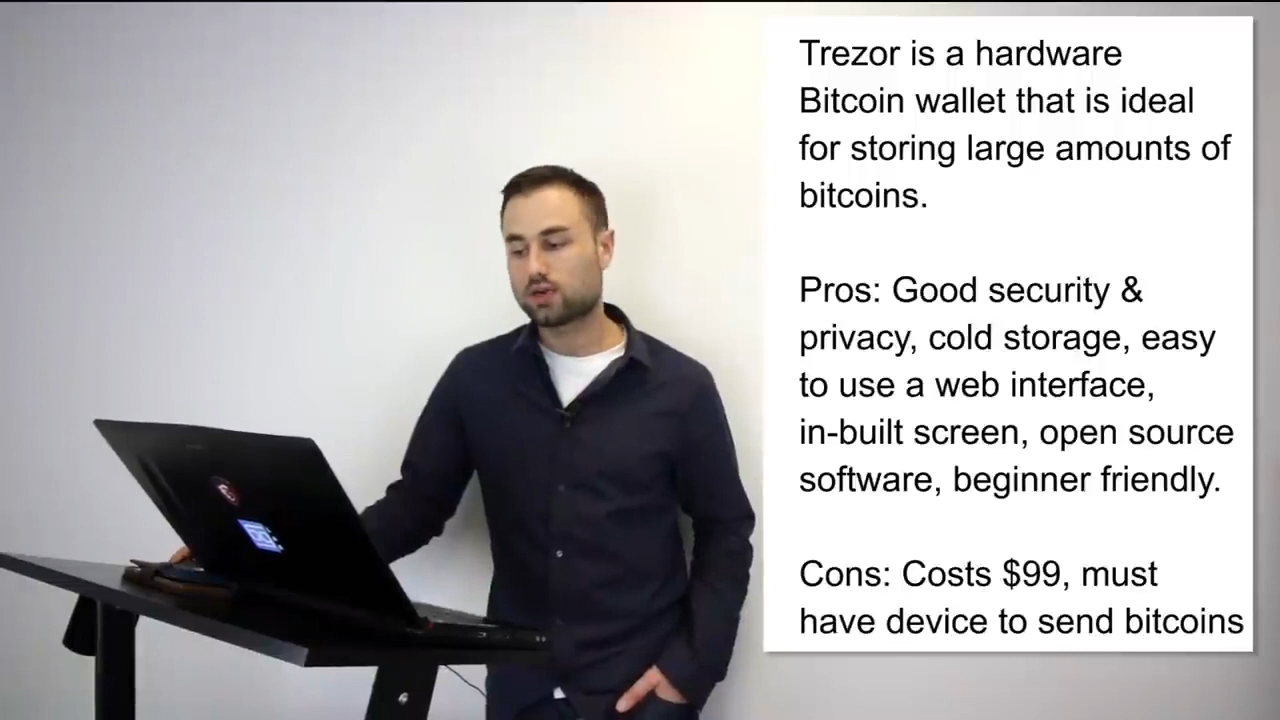 Trezor is a hardware
Bitcoin wallet that is ideal
for storing large amounts of
bitcoins.
Pros: Good security &
privacy, cold storage, easy
to use a web interface,
in-built screen, open source
software, beginner friendly.
Cons: Costs $99, must
have device to send bitcoins